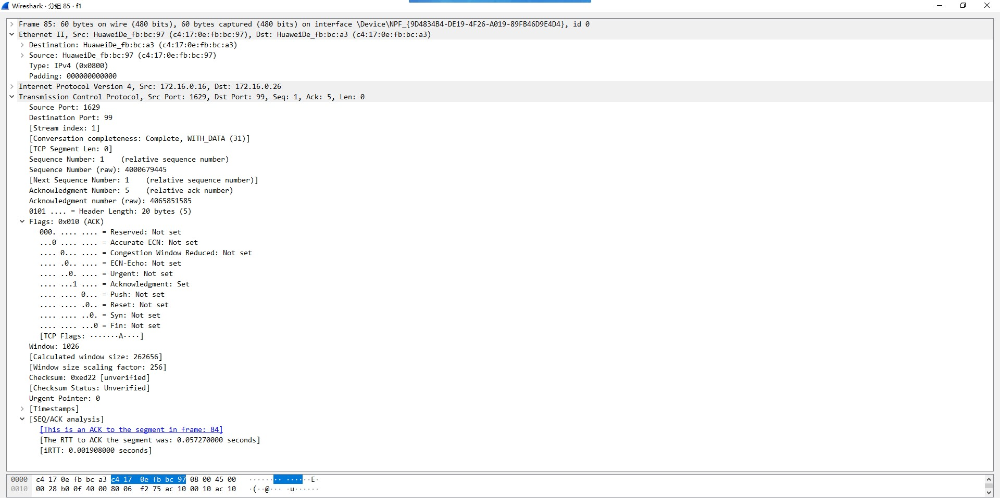 Wireshark · 分组 85 · f1
Frame 85: 60 bytes on wire (480 bits), 60 bytes captured (480 bits) on interface \Device\NPF_{9D4834B4-DE19-4F26-A019-89FB46D9E4D4}, id 0
Ethernet II, Src: HuaweiDe_fb:bc:97 (c4:17:0e:fb:bc:97), Dst: HuaweiDe_fb:bc:a3 (c4:17:0e:fb:bc:a3)
Destination: HuaweiDe_fb:bc:a3 (c4:17:0e:fb:bc:a3)
Source: HuaweiDe_fb:bc:97 (c4:17:0e:fb:bc:97)
Type: IPv4 (0x0800)
Padding: 000000000000
Internet Protocol Version 4, Src: 172.16.0.16, Dst: 172.16.0.26
Transmission Control Protocol, Src Port: 1629, Dst Port: 99, Seq: 1, Ack: 5, Len: 0
Source Port: 1629
Destination Port: 99
[Stream index: 1]
[Conversation completeness: Complete, WITH_DATA (31)]
[TCP Segment Len: 0]
Sequence Number: 1    (relative sequence number)
Sequence Number (raw): 4000679445
[Next Sequence Number: 1    (relative sequence number)]
Acknowledgment Number: 5    (relative ack number)
Acknowledgment number (raw): 4065851585
0101 .... = Header Length: 20 bytes (5)
Flags: 0x010 (ACK)
000. .... .... = Reserved: Not set
...0 .... .... = Accurate ECN: Not set
.... 0... .... = Congestion Window Reduced: Not set
.... .0.. .... = ECN-Echo: Not set
.... ..0. .... = Urgent: Not set
.... ...1 .... = Acknowledgment: Set
.... .... 0... = Push: Not set
.... .... .0.. = Reset: Not set
.... .... ..0. = Syn: Not set
.... .... ...0 = Fin: Not set
[TCP Flags: ·······A····]
Window: 1026
[Calculated window size: 262656]
[Window size scaling factor: 256]
Checksum: 0xed22 [unverified]
[Checksum Status: Unverified]
Urgent Pointer: 0
[Timestamps]
[SEQ/ACK analysis]
[This is an ACK to the segment in frame: 84]
[The RTT to ACK the segment was: 0.057270000 seconds]
[iRTT: 0.001908000 seconds]
0000 c4 17 0e fb bc a3 c4 17  0e fb bc 97 08 00 45 00   ········ ······E·
0010 00 28 b0 0f 40 00 80 06  f2 75 ac 10 00 10 ac 10   ·(··@··· ·u······